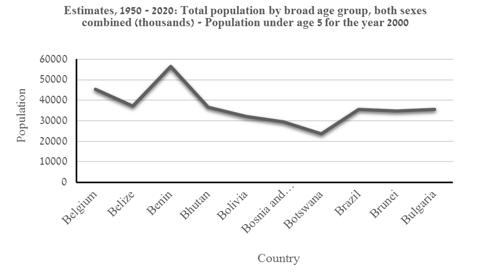 Estimates, 1950 - 2020: Total population by broad age group, both sexes
combined (thousands) - Population under age 5 for the year 2000
60000
50000
40000
30000
20000
10000
0
Population
Belgium
Belize
Benin
Bhutan
Bolivia
Bosnia and...
Botswana
Brazil
Brunei
Bulgaria
Country